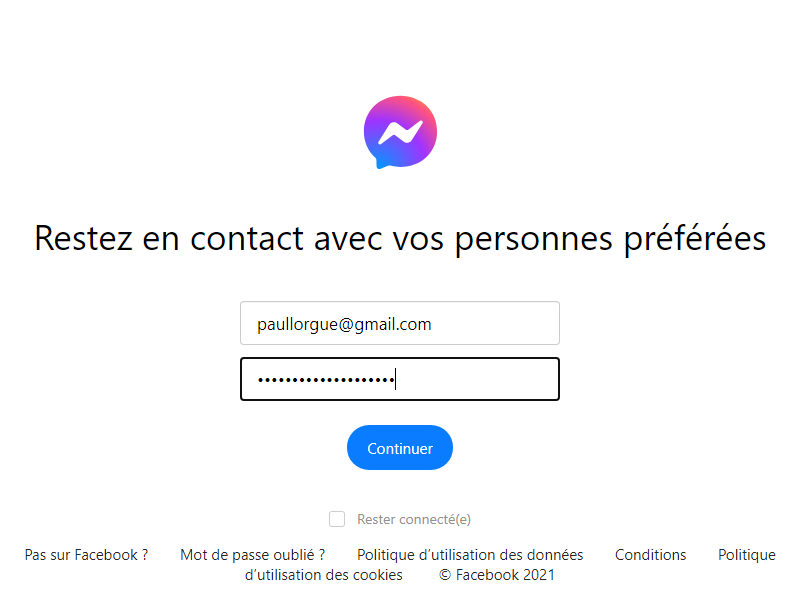 Restez en contact avec vos personnes préférées
paullorgue@gmail.com
••••••••••••••••••••
Continuer
Rester connecté(e)
Pas sur Facebook ? Mot de passe oublié ? Politique d’utilisation des données Conditions Politique
d’utilisation des cookies © Facebook 2021